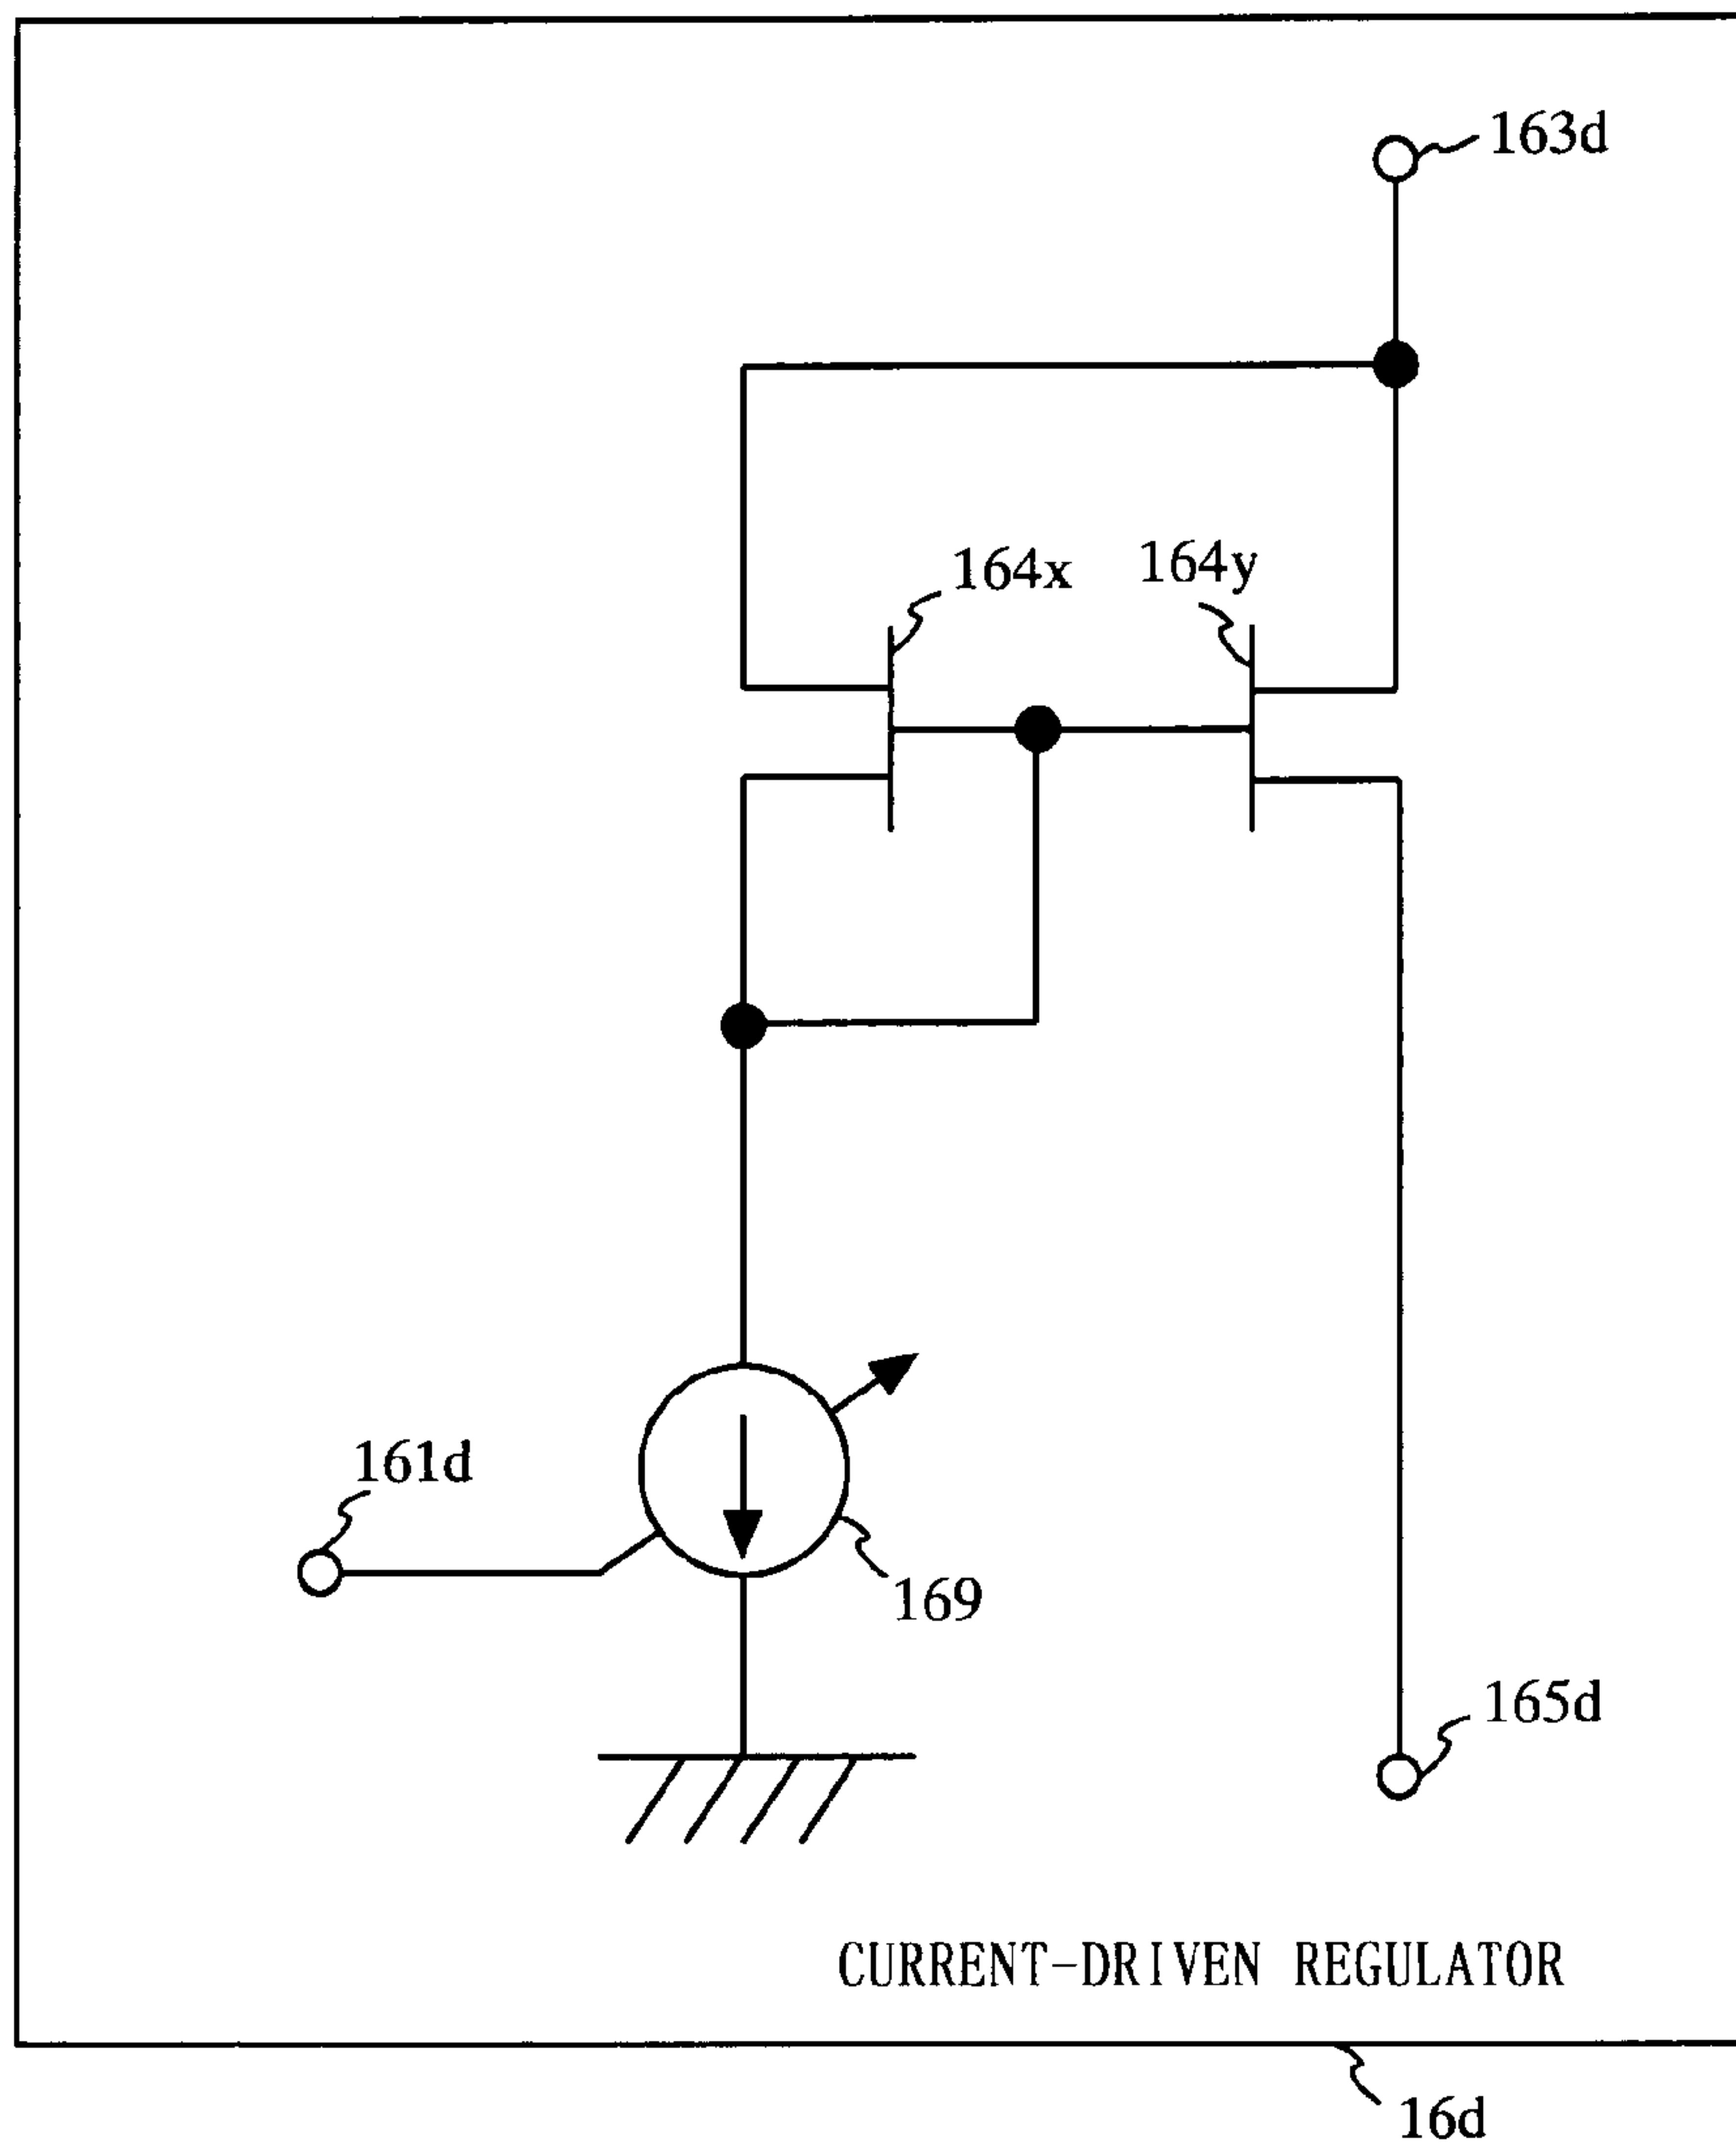 163d
164x
164y
161d
169
165d
CURRENT-DRIVEN REGULATOR
16d